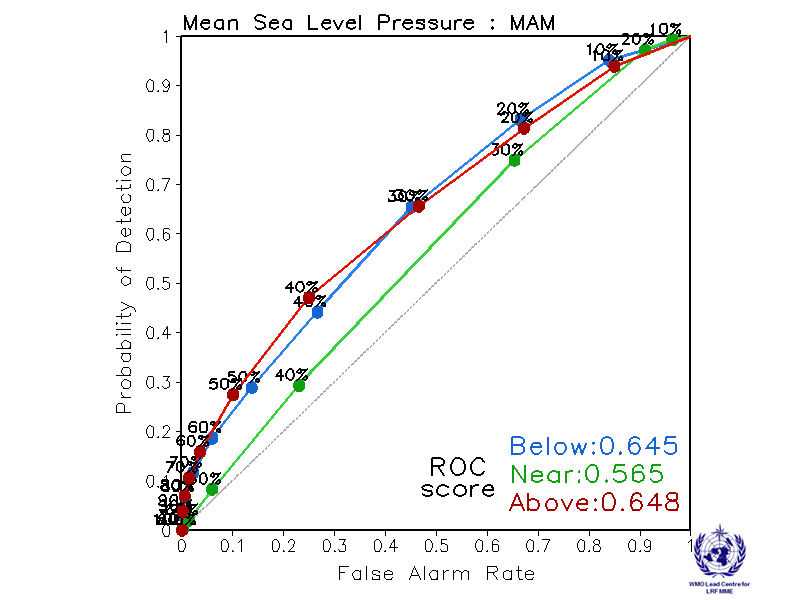 Mean Sea Level Pressure : MAM
1
0.9
0.8
0.7
0.6
0.5
0.4
0.3
0.2
0.1
0
Probability of Detection
10%
20%
10%
10%
20%
20%
30%
30%
30%
40%
40%
40%
50%
50%
60%
60%
70%
70%
ROC
score
Below:0.645
Near:0.565
Above:0.648
0 0.1 0.2 0.3 0.4 0.5 0.6 0.7 0.8 0.9 1
False Alarm Rate
WMO Lead Centre for
LRF MME